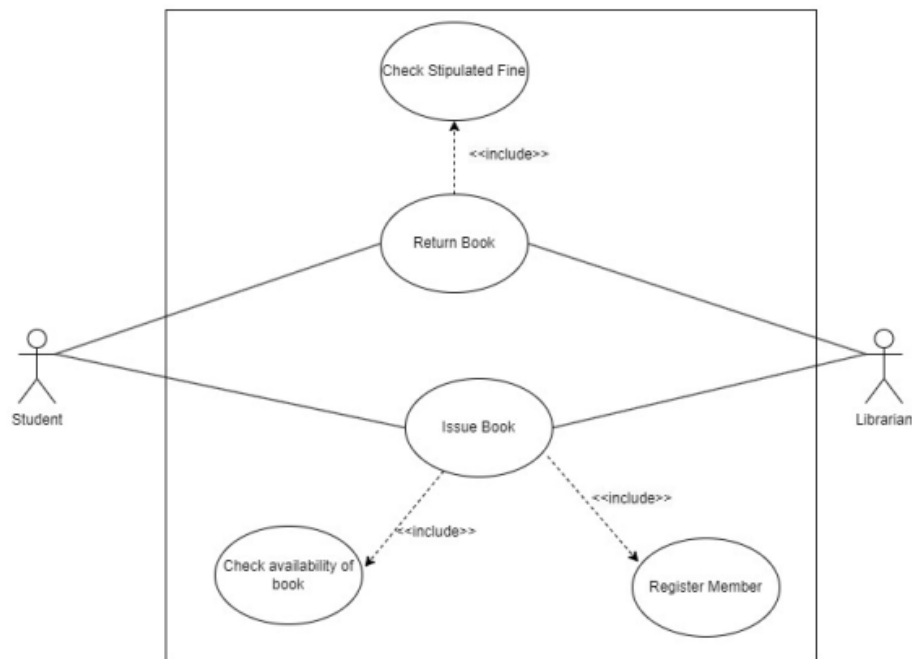 Check Stipulated Fine
<<include>>
Return Book
Student
Librarian
Issue Book
<<include>>
<<include>>
Check availability of
book
Register Member